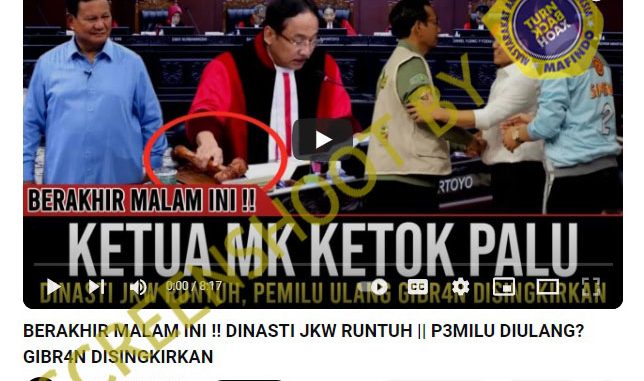 TURN BACK HOAX
MAFINDO
SCREENSHOOT BY
RTOYO
BERAKHIR MALAM INI !!
KETUA MK KETOK PALU
DINASTI JKW RUNTUH, PEMILU ULANG GIBR4N DISINGKIRKAN
0:00 / 8:17
BERAKHIR MALAM INI !! DINASTI JKW RUNTUH || P3MILU DIULANG?
GIBR4N DISINGKIRKAN